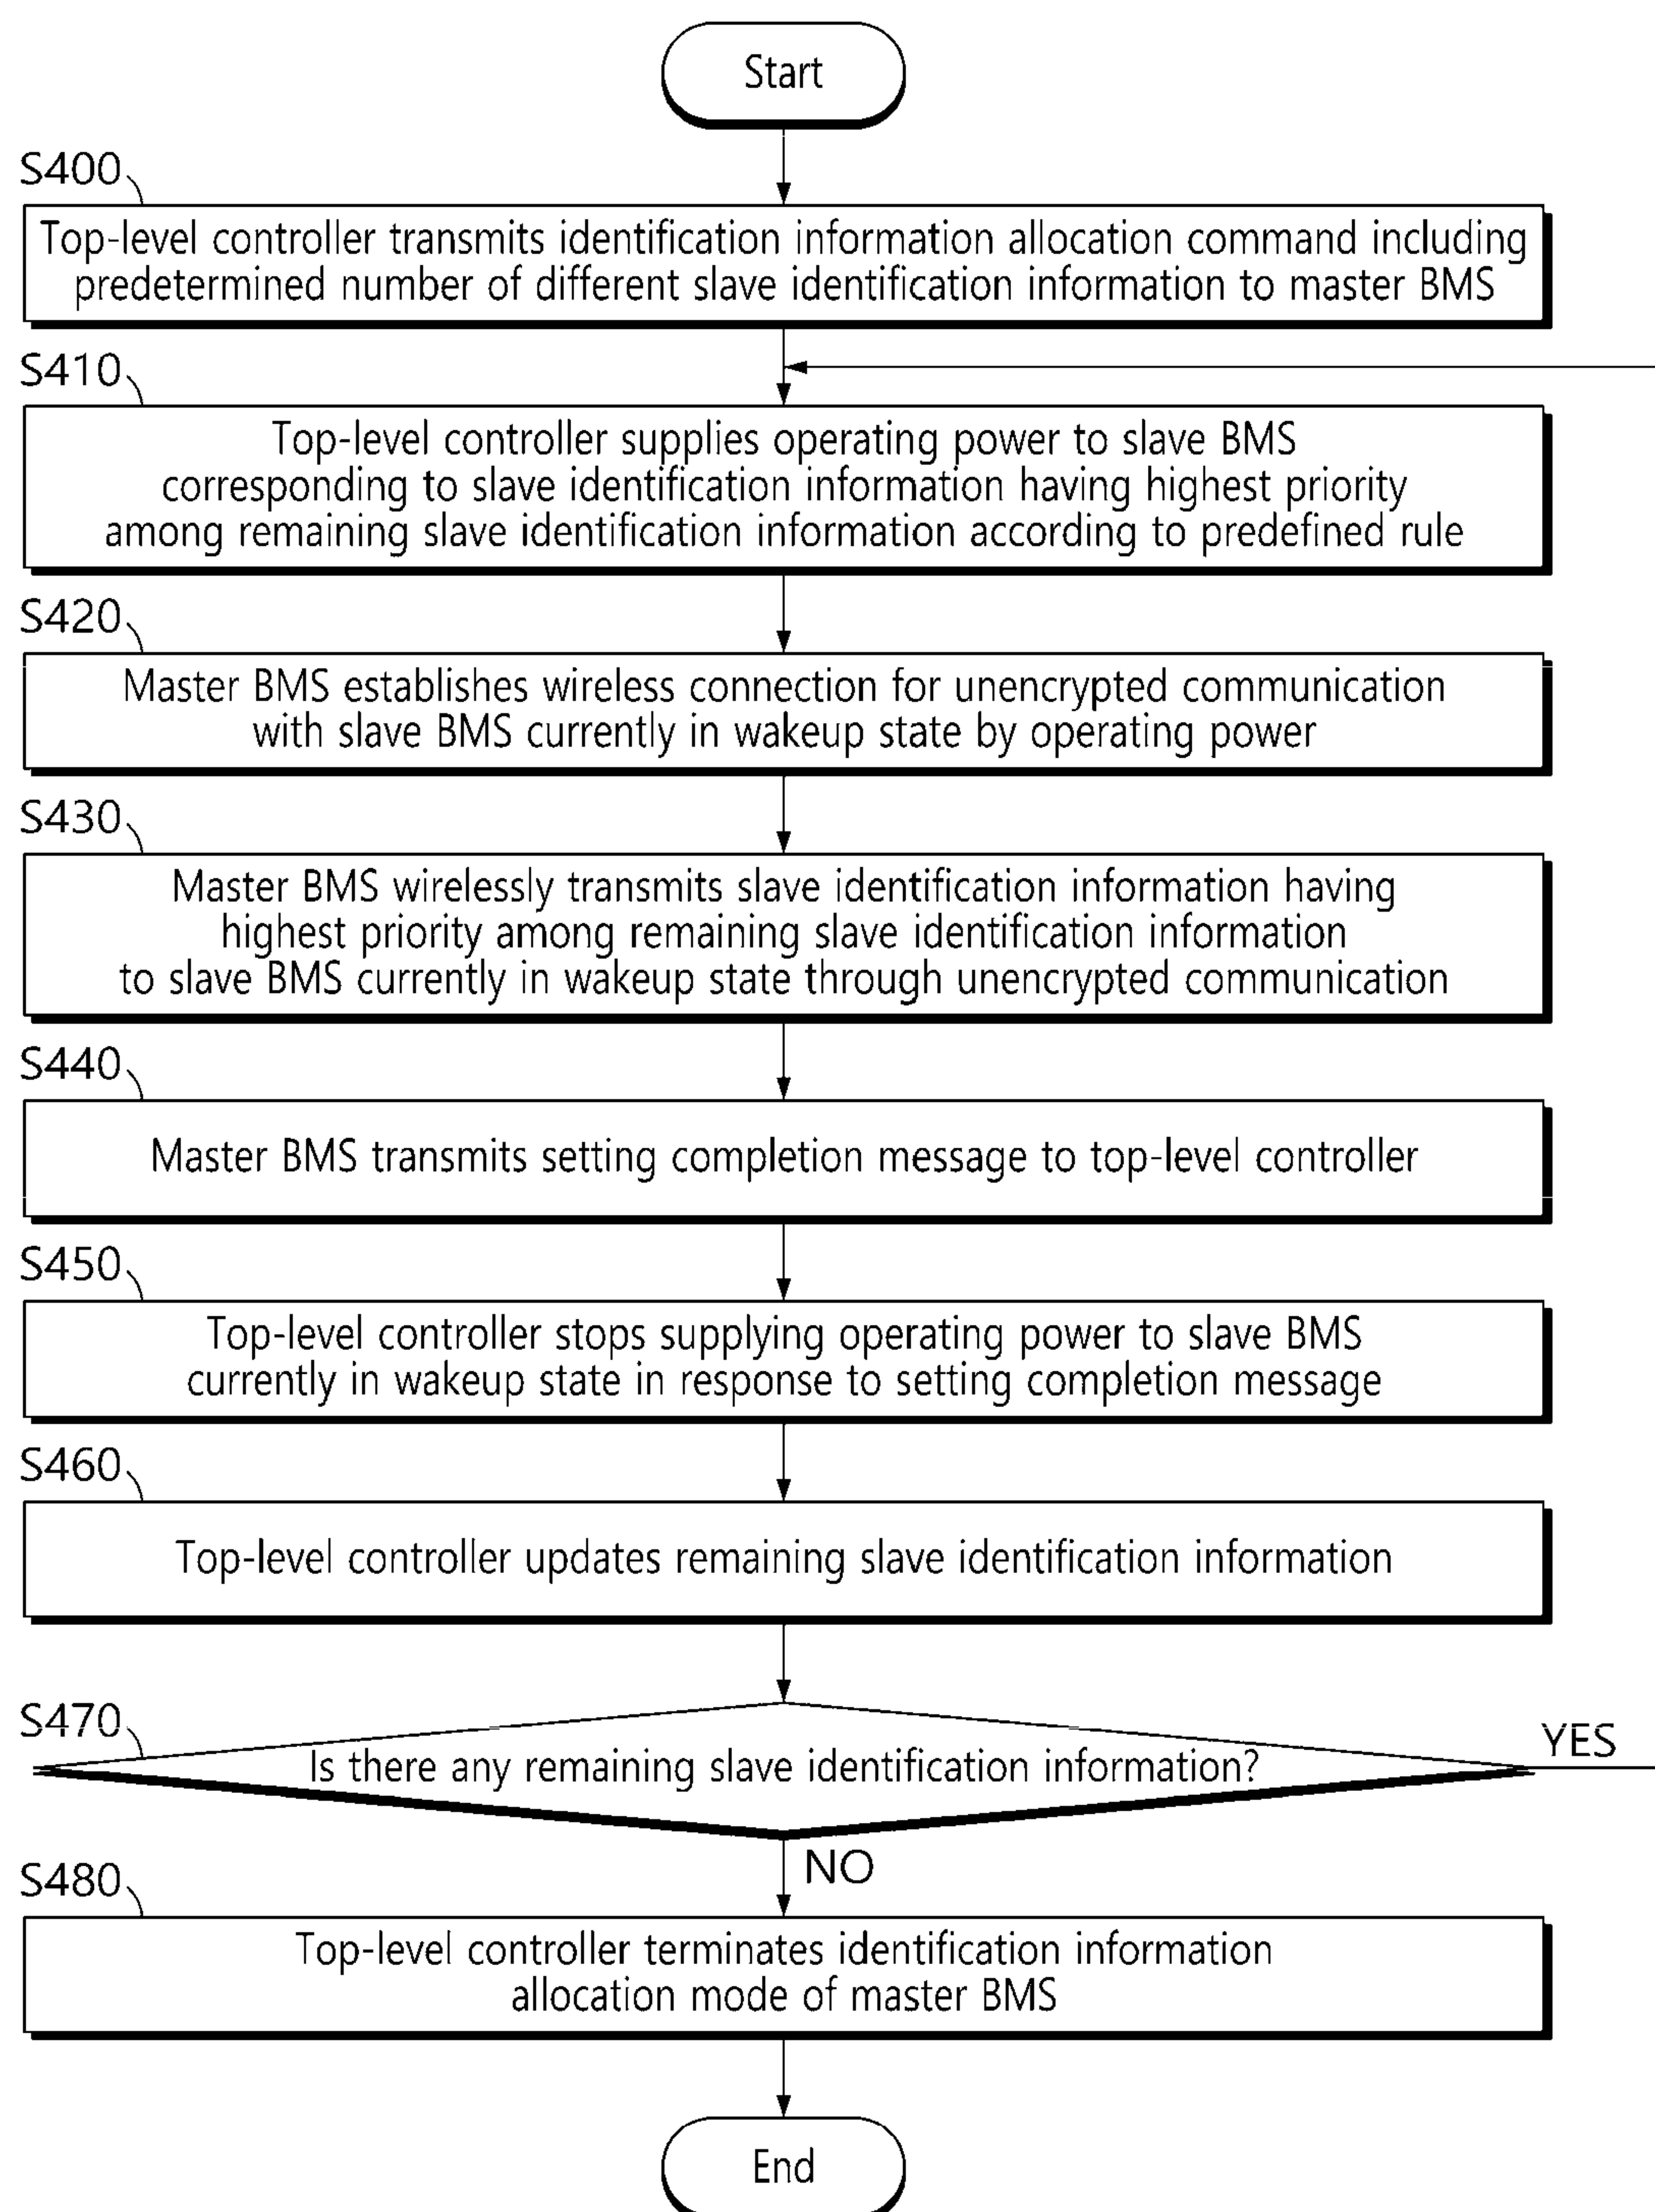 Start
S400
Top-level controller transmits identification information allocation command including
predetermined number of different slave identification information to master BMS
S410
Top-level controller supplies operating power to slave BMS
corresponding to slave identification information having highest priority
among remaining slave identification information according to predefined rule
S420
Master BMS establishes wireless connection for unencrypted communication
with slave BMS currently in wakeup state by operating power
S430
Master BMS wirelessly transmits slave identification information having
highest priority among remaining slave identification information
to slave BMS currently in wakeup state through unencrypted communication
S440
Master BMS transmits setting completion message to top-level controller
S450
Top-level controller stops supplying operating power to slave BMS
currently in wakeup state in response to setting completion message
S460
Top-level controller updates remaining slave identification information
S470
Is there any remaining slave identification information?
YES
NO
S480
Top-level controller terminates identification information
allocation mode of master BMS
End